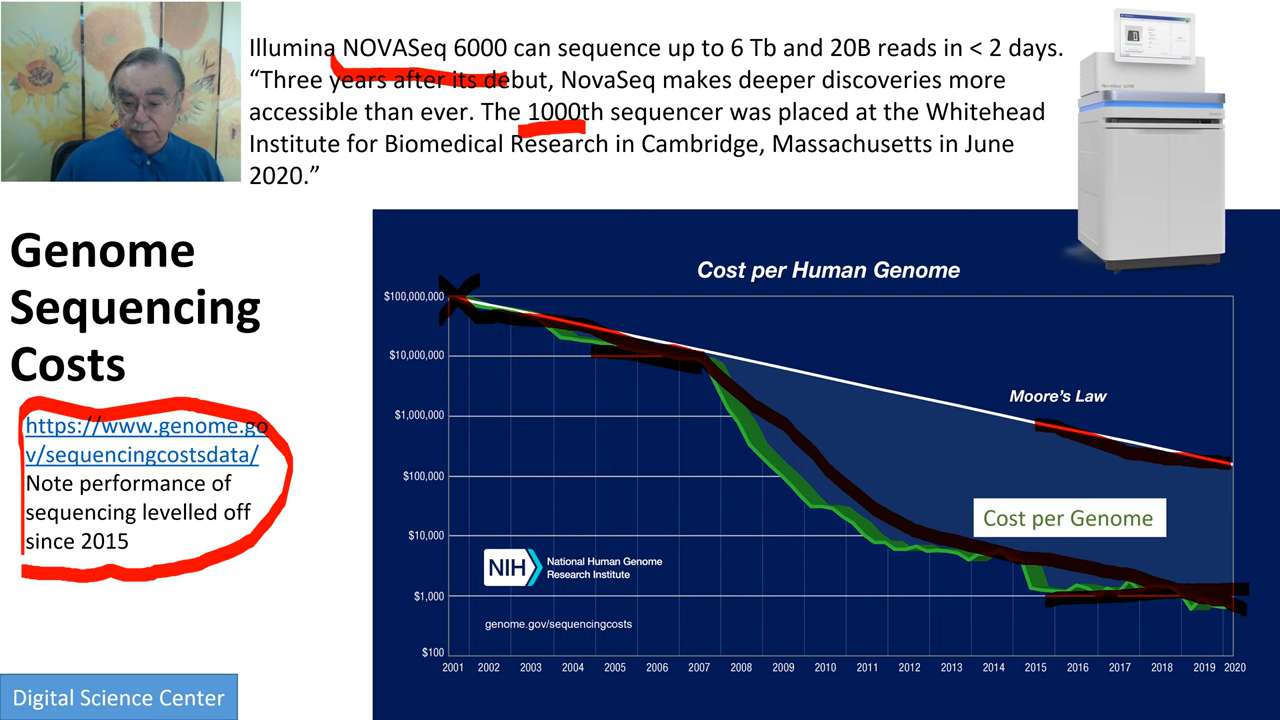 Illumina NOVASeq 6000 can sequence up to 6 Tb and 20B reads in < 2 days.
“Three years after its debut, NovaSeq makes deeper discoveries more
accessible than ever. The 1000th sequencer was placed at the Whitehead
Institute for Biomedical Research in Cambridge, Massachusetts in June
2020.”
Genome
Sequencing
Costs
https://www.genome.go
v/sequencingcostsdata/
Note performance of
sequencing levelled off
since 2015
Digital Science Center
Cost per Human Genome
$100,000,000
$10,000,000
$1,000,000
$100,000
$10,000
$1,000
$100
Moore’s Law
Cost per Genome
NIH
National Human Genome
Research Institute
genome.gov/sequencingcosts
2001 2002 2003 2004 2005 2006 2007 2008 2009 2010 2011 2012 2013 2014 2015 2016 2017 2018 2019 2020